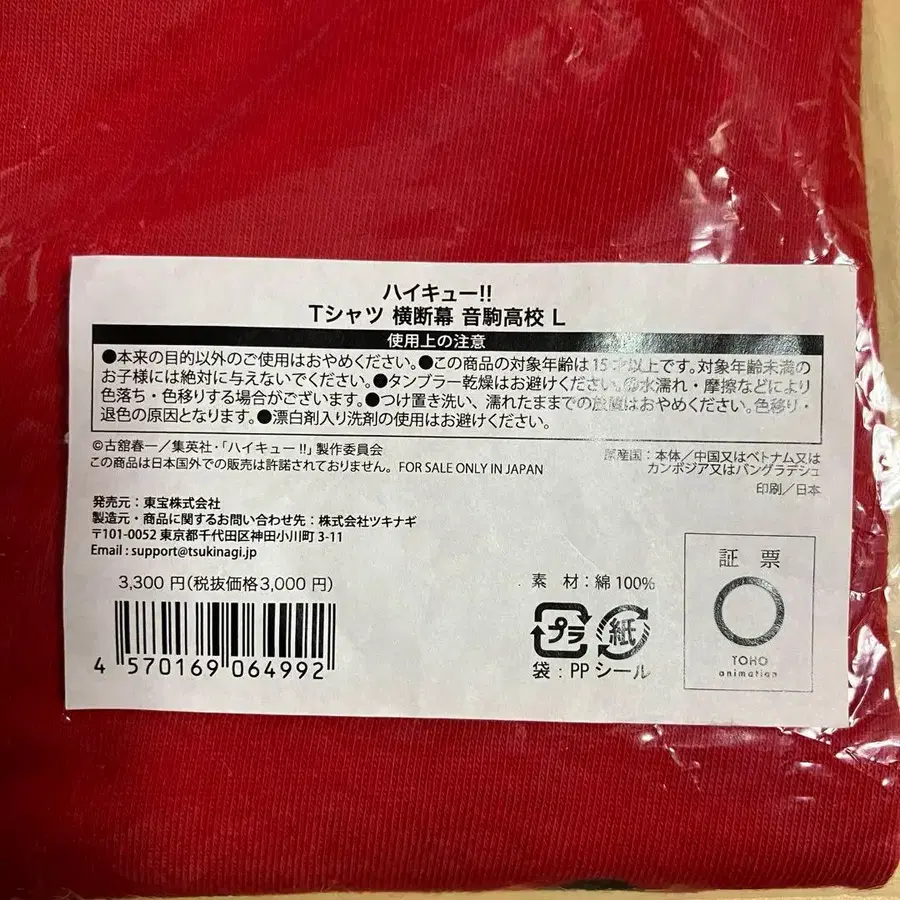 ハイキュー!!
Tシャツ 横断幕 音駒高校 L
使用上の注意
●本来の目的以外のご使用はおやめください。●この商品の対象年齢は15才以上です。対象年齢未満の
お子様には絶対に与えないでください。●タンブラー乾燥はお避けください。●水濡れ・摩擦などにより
色落ち・色移りする場合がございます。●つけ置き洗い、濡れたままでの放置はおやめください。色移り・
退色の原因となります。●漂白剤入り洗剤の使用はお避けください。
©古舘春一／集英社・「ハイキュー!!」製作委員会
この商品は日本国外での販売は許諾されておりません。 FOR SALE ONLY IN JAPAN
原産国：本体／中国又はベトナム又は
カンボジア又はバングラデシュ
印刷／日本
発売元：東宝株式会社
製造元・商品に関するお問い合わせ先：株式会社ツキナギ
〒101-0052 東京都千代田区神田小川町 3-11
Email : support@tsukinagi.jp
3,300 円(税抜価格3,000 円)
4 570169 064992
素 材：綿 100%
プラ 紙
袋：PP シール
証 票
TOHO
animation